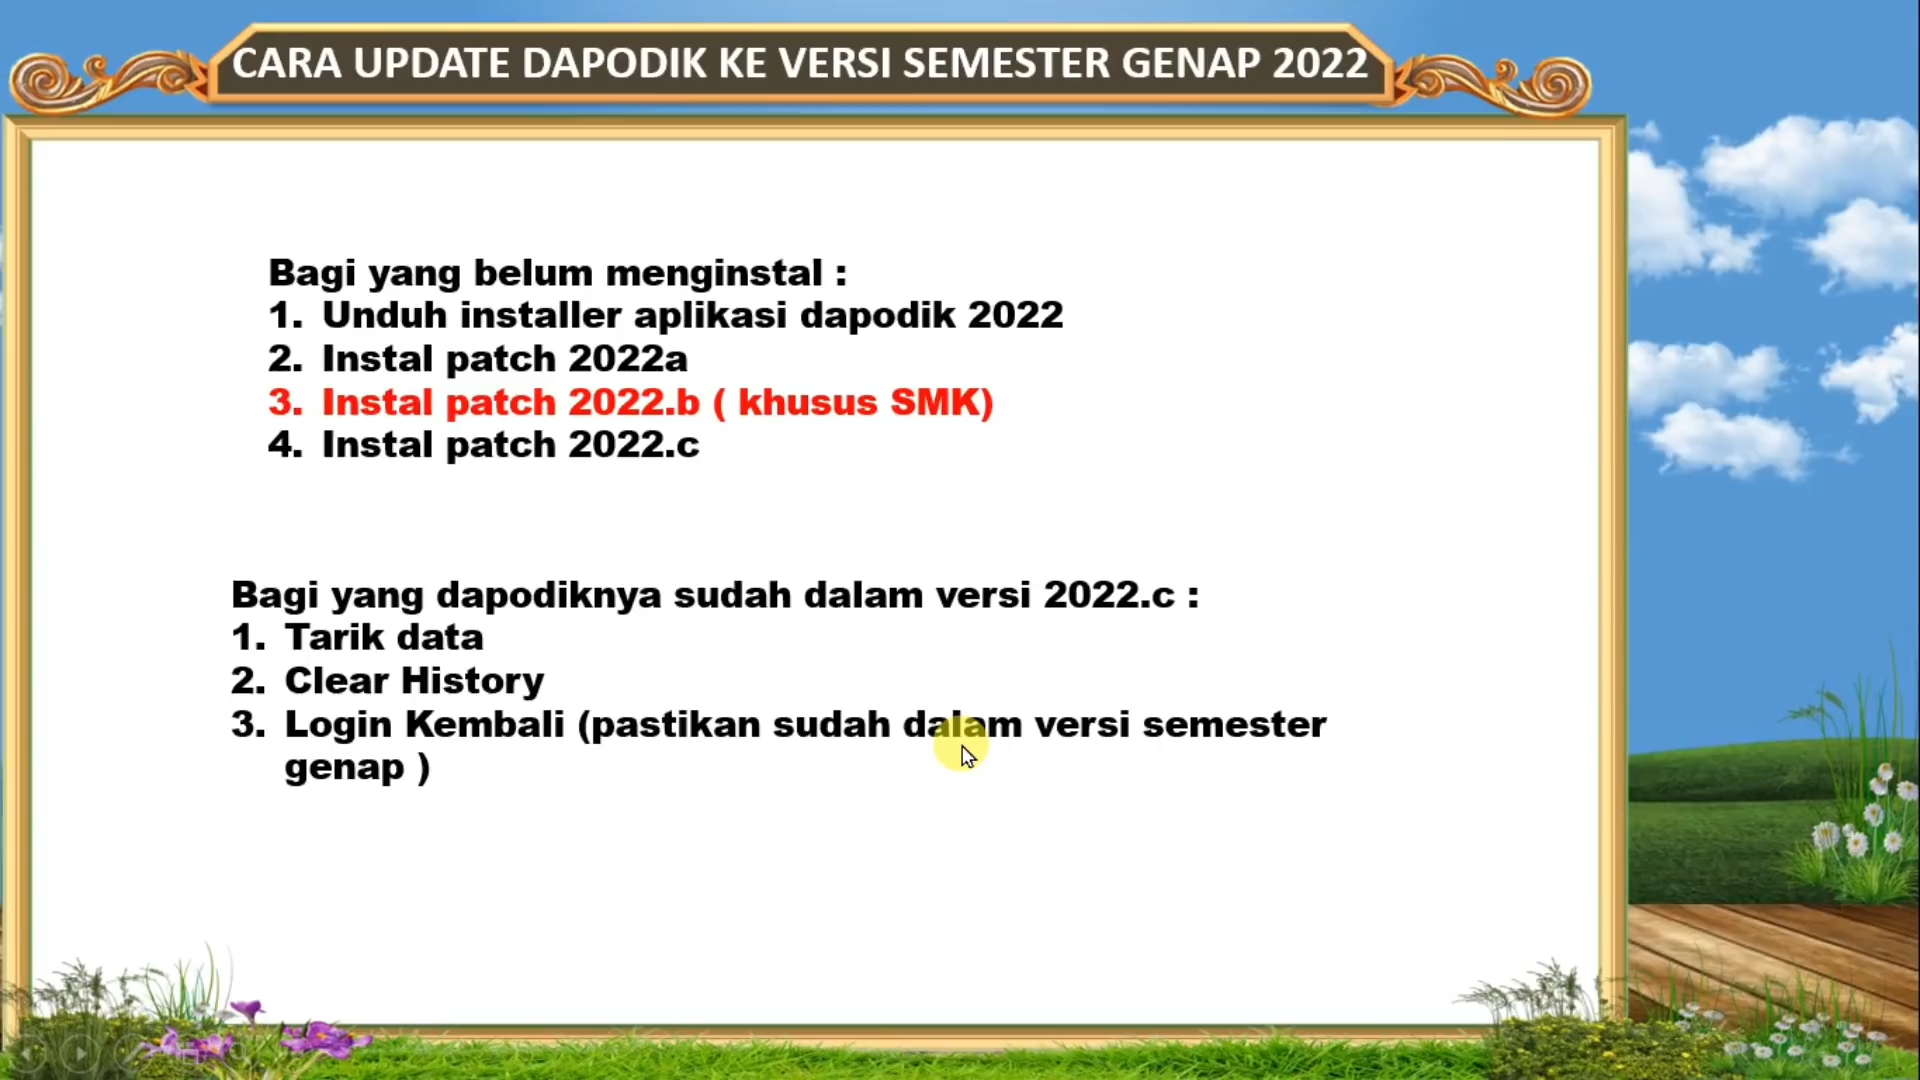 CARA UPDATE DAPODIK KE VERSI SEMESTER GENAP 2022
Bagi yang belum menginstal :
1. Unduh installer aplikasi dapodik 2022
2. Instal patch 2022a
3. Instal patch 2022.b ( khusus SMK)
4. Instal patch 2022.c
Bagi yang dapodiknya sudah dalam versi 2022.c :
1. Tarik data
2. Clear History
3. Login Kembali (pastikan sudah dalam versi semester
genap )